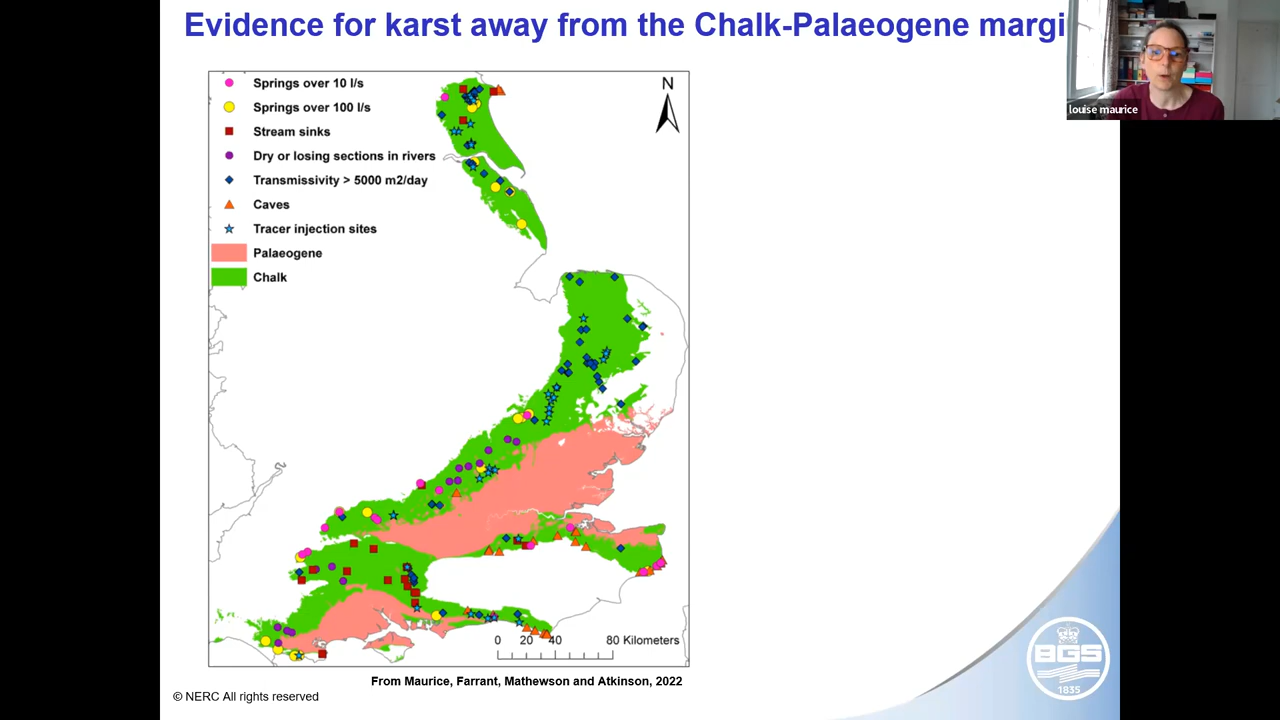 Evidence for karst away from the Chalk-Palaeogene margi
louise maurice
Springs over 10 l/s
Springs over 100 l/s
Stream sinks
Dry or losing sections in rivers
Transmissivity > 5000 m2/day
Caves
Tracer injection sites
Palaeogene
Chalk
N
0 20 40 80 Kilometers
From Maurice, Farrant, Mathewson and Atkinson, 2022
© NERC All rights reserved
BGS
1835